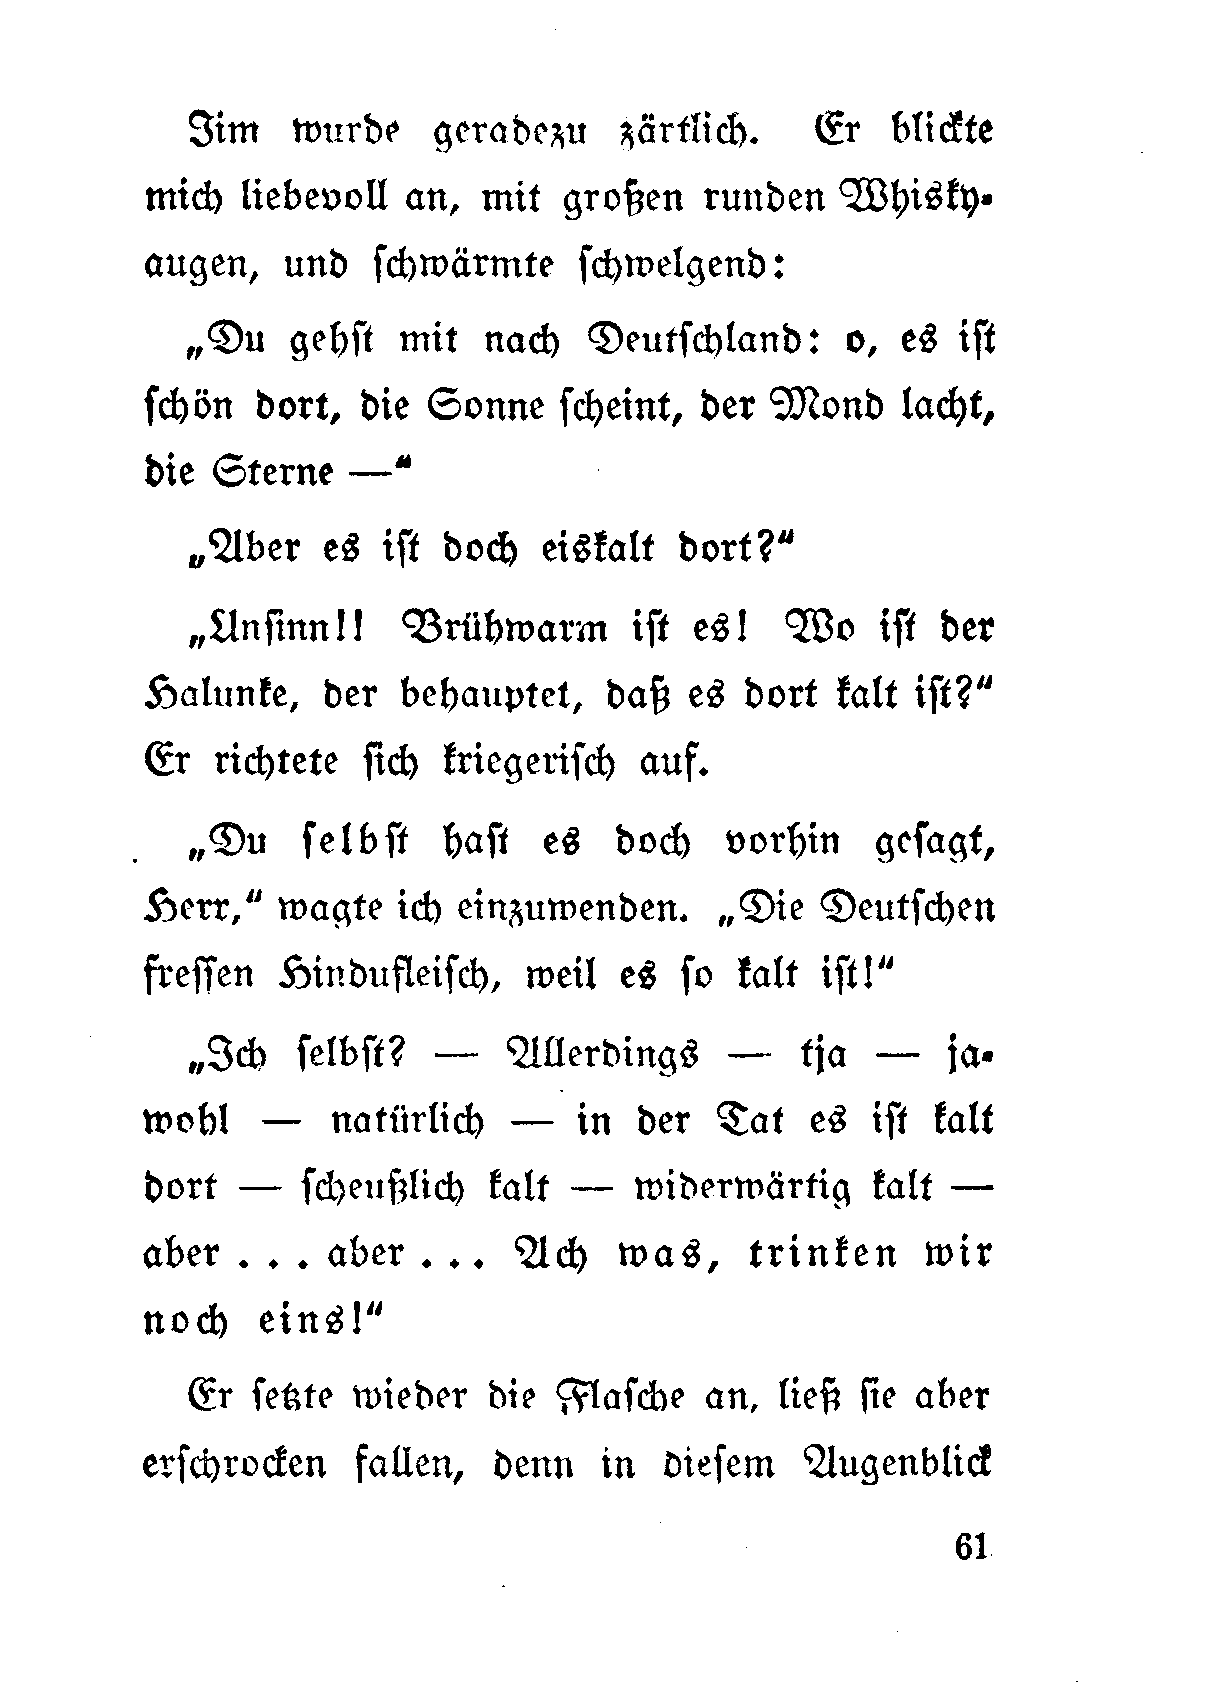 Jim wurde geradezu zärtlich. Er blickte
mich liebevoll an, mit großen runden Whisky-
augen, und schwärmte schwelgend:
„Du gehst mit nach Deutschland: o, es ist
schön dort, die Sonne scheint, der Mond lacht,
die Sterne —“
„Aber es ist doch eiskalt dort?“
„Unsinn!! Brühwarm ist es! Wo ist der
Halunke, der behauptet, daß es dort kalt ist?“
Er richtete sich kriegerisch auf.
„Du selbst hast es doch vorhin gesagt,
Herr,“ wagte ich einzuwenden. „Die Deutschen
fressen Hindufleisch, weil es so kalt ist!“
„Ich selbst? — Allerdings — tja — ja-
wohl — natürlich — in der Tat es ist kalt
dort — scheußlich kalt — widerwärtig kalt —
aber . . . aber . . . Ach was, trinken wir
noch eins!“
Er setzte wieder die Flasche an, ließ sie aber
erschrocken fallen, denn in diesem Augenblick
61